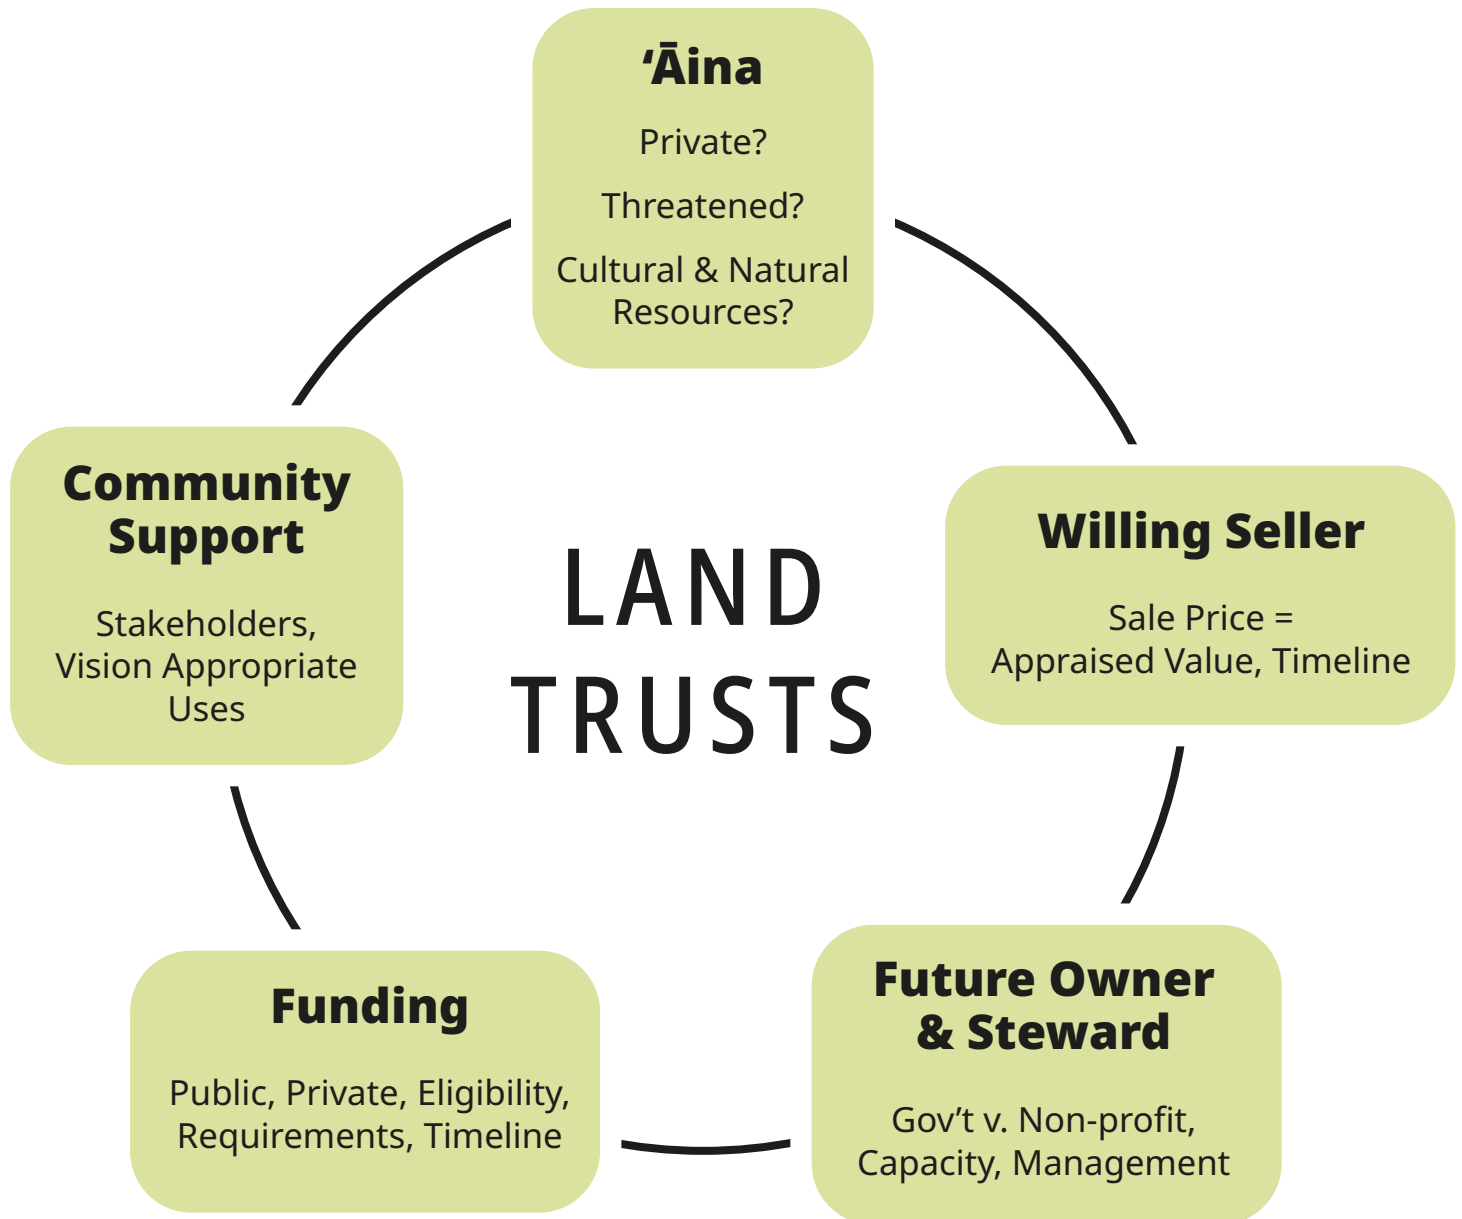 ‘Āina
Private?
Threatened?
Cultural & Natural
Resources?
Community
Support
Stakeholders,
Vision Appropriate
Uses
LAND
TRUSTS
Willing Seller
Sale Price =
Appraised Value, Timeline
Funding
Public, Private, Eligibility,
Requirements, Timeline
Future Owner
& Steward
Gov’t v. Non-profit,
Capacity, Management